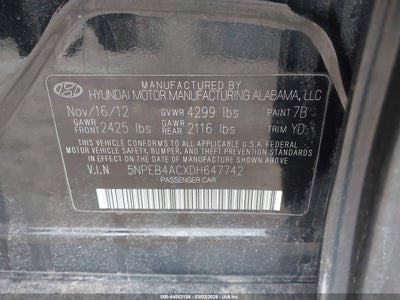 MANUFACTURED BY
HYUNDAI MOTOR MANUFACTURING ALABAMA, LLC
Nov/16/12 GVWR 4299 lbs PAINT 7B
GAWR FRONT 2425 lbs GAWR REAR 2116 lbs TRIM YD
THIS VEHICLE CONFORMS TO ALL APPLICABLE U.S. FEDERAL MOTOR
VEHICLE SAFETY, BUMPER, AND THEFT PREVENTION STANDARDS IN
EFFECT ON THE DATE OF MANUFACTURE SHOWN ABOVE.
V.I.N 5NPEB4ACXDH647742
PASSENGER CAR